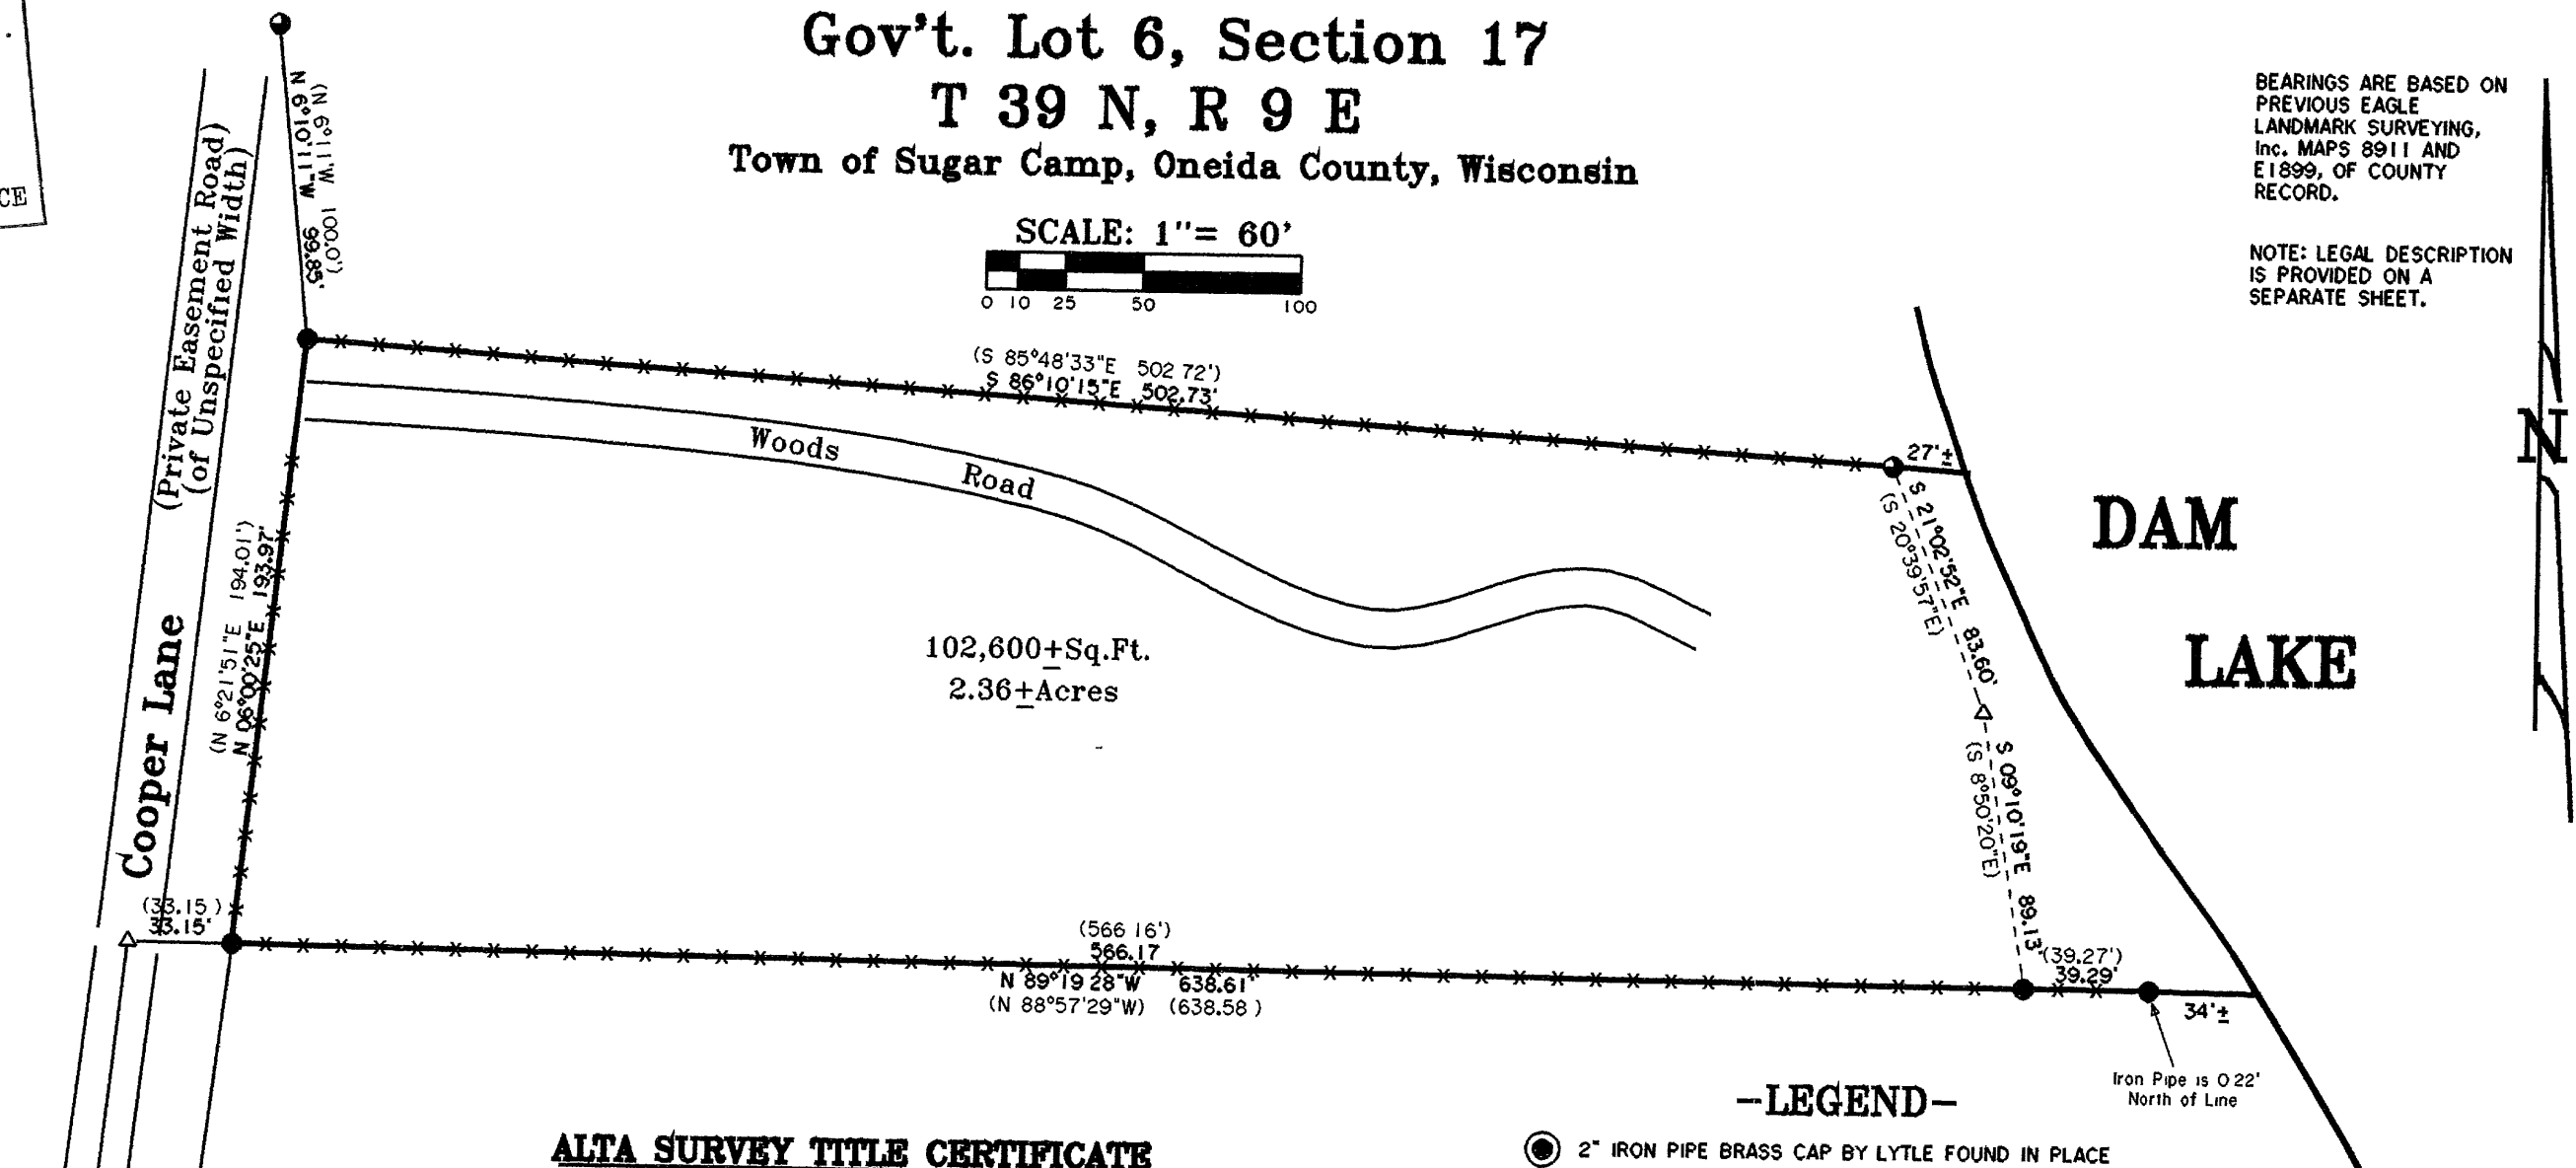 Gov't. Lot 6, Section 17
T 39 N, R 9 E
Town of Sugar Camp, Oneida County, Wisconsin
SCALE: 1"= 60'
0 10 25 50 100
BEARINGS ARE BASED ON
PREVIOUS EAGLE
LANDMARK SURVEYING,
Inc. MAPS 8911 AND
E1899, OF COUNTY
RECORD.
NOTE: LEGAL DESCRIPTION
IS PROVIDED ON A
SEPARATE SHEET.
N
CE
(N 6°11'W 100.0')
N 6°10'11"W 99.85'
(Private Easement Road)
(of Unspecified Width)
Cooper Lane
(S 85°48'33"E 502 72')
S 86°10'15"E 502.73'
27'±
Woods Road
(N 6°21'51"E 194.01')
N 06°00'25"E 193.97'
S 21°02'52"E 83.60'
(S 20°39'57"E)
DAM
LAKE
102,600±Sq.Ft.
2.36±Acres
S 09°10'19"E 89.13'
(S 8°50'20"E)
(33.15 )
33.15'
(566 16')
566.17
N 89°19 28"W 638.61'
(N 88°57'29"W) (638.58 )
(39.27')
39.29'
34'±
Iron Pipe is 0 22'
North of Line
-LEGEND-
2" IRON PIPE BRASS CAP BY LYTLE FOUND IN PLACE
ALTA SURVEY TITLE CERTIFICATE